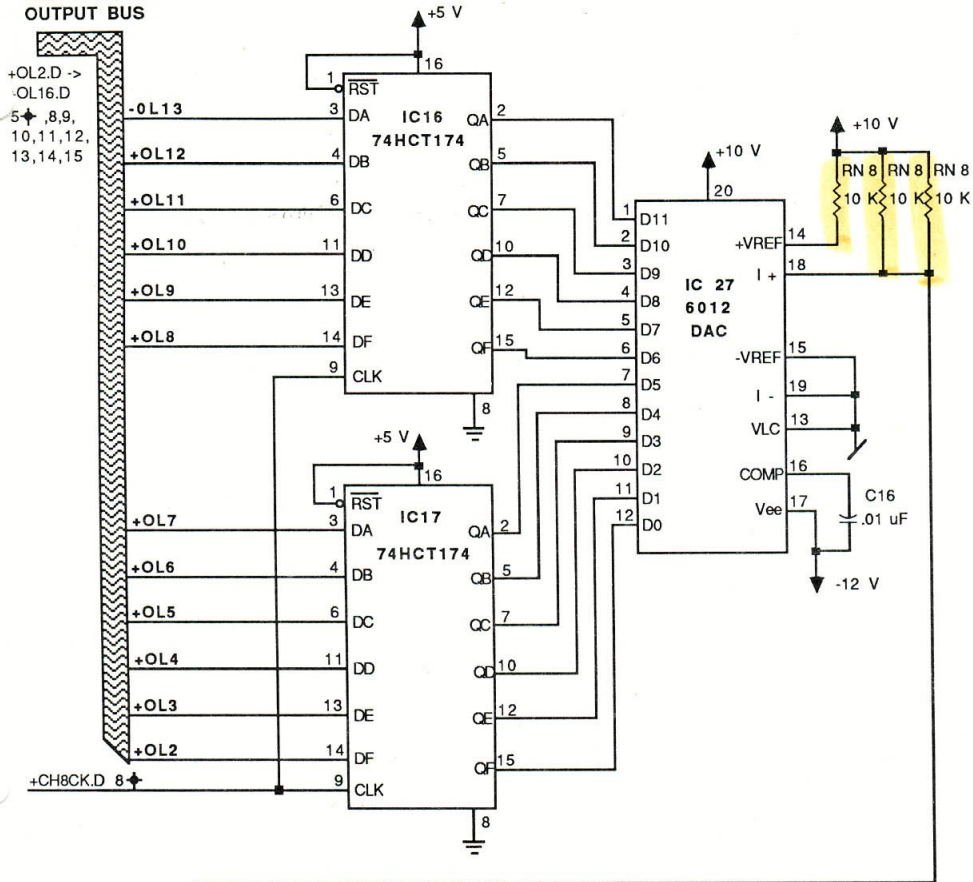 OUTPUT BUS
+OL2.D ->
-OL16.D
5 ,8,9,
10,11,12,
13,14,15
-OL13
+OL12
+OL11
+OL10
+OL9
+OL8
+OL7
+OL6
+OL5
+OL4
+OL3
+OL2
+CH8CK.D 8
+5 V
16
1 RST
3 DA
4 DB
6 DC
11 DD
13 DE
14 DF
9 CLK
IC16
74HCT174
QA 2
QB 5
QC 7
QD 10
QE 12
QF 15
8
+5 V
16
1 RST
3 DA
4 DB
6 DC
11 DD
13 DE
14 DF
9 CLK
IC17
74HCT174
QA 2
QB 5
QC 7
QD 10
QE 12
QF 15
8
+10 V
20
1 D11
2 D10
3 D9
4 D8
5 D7
6 D6
7 D5
8 D4
9 D3
10 D2
11 D1
12 D0
IC 27
6012
DAC
+VREF 14
I + 18
-VREF 15
I - 19
VLC 13
COMP 16
Vee 17
+10 V
RN 8 RN 8 RN 8
10 K 10 K 10 K
C16
.01 uF
-12 V